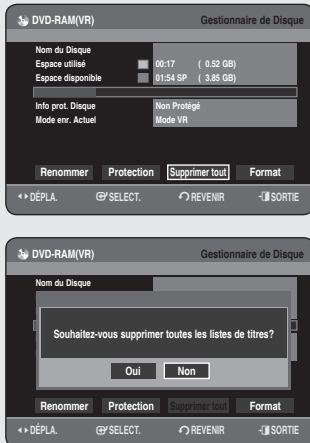 DVD-RAM(VR) Gestionnaire de Disque
Nom du Disque
Espace utilisé 00:17 ( 0.52 GB)
Espace disponible 01:54 SP ( 3.85 GB)
Info prot. Disque Non Protégé
Mode enr. Actuel Mode VR
Renommer Protection Supprimer tout Format
DÉPLA. SELECT. REVENIR SORTIE
DVD-RAM(VR) Gestionnaire de Disque
Nom du Disque
Souhaitez-vous supprimer toutes les listes de titres?
Oui Non
Renommer Protection Supprimer tout Format
DÉPLA. SELECT. REVENIR SORTIE